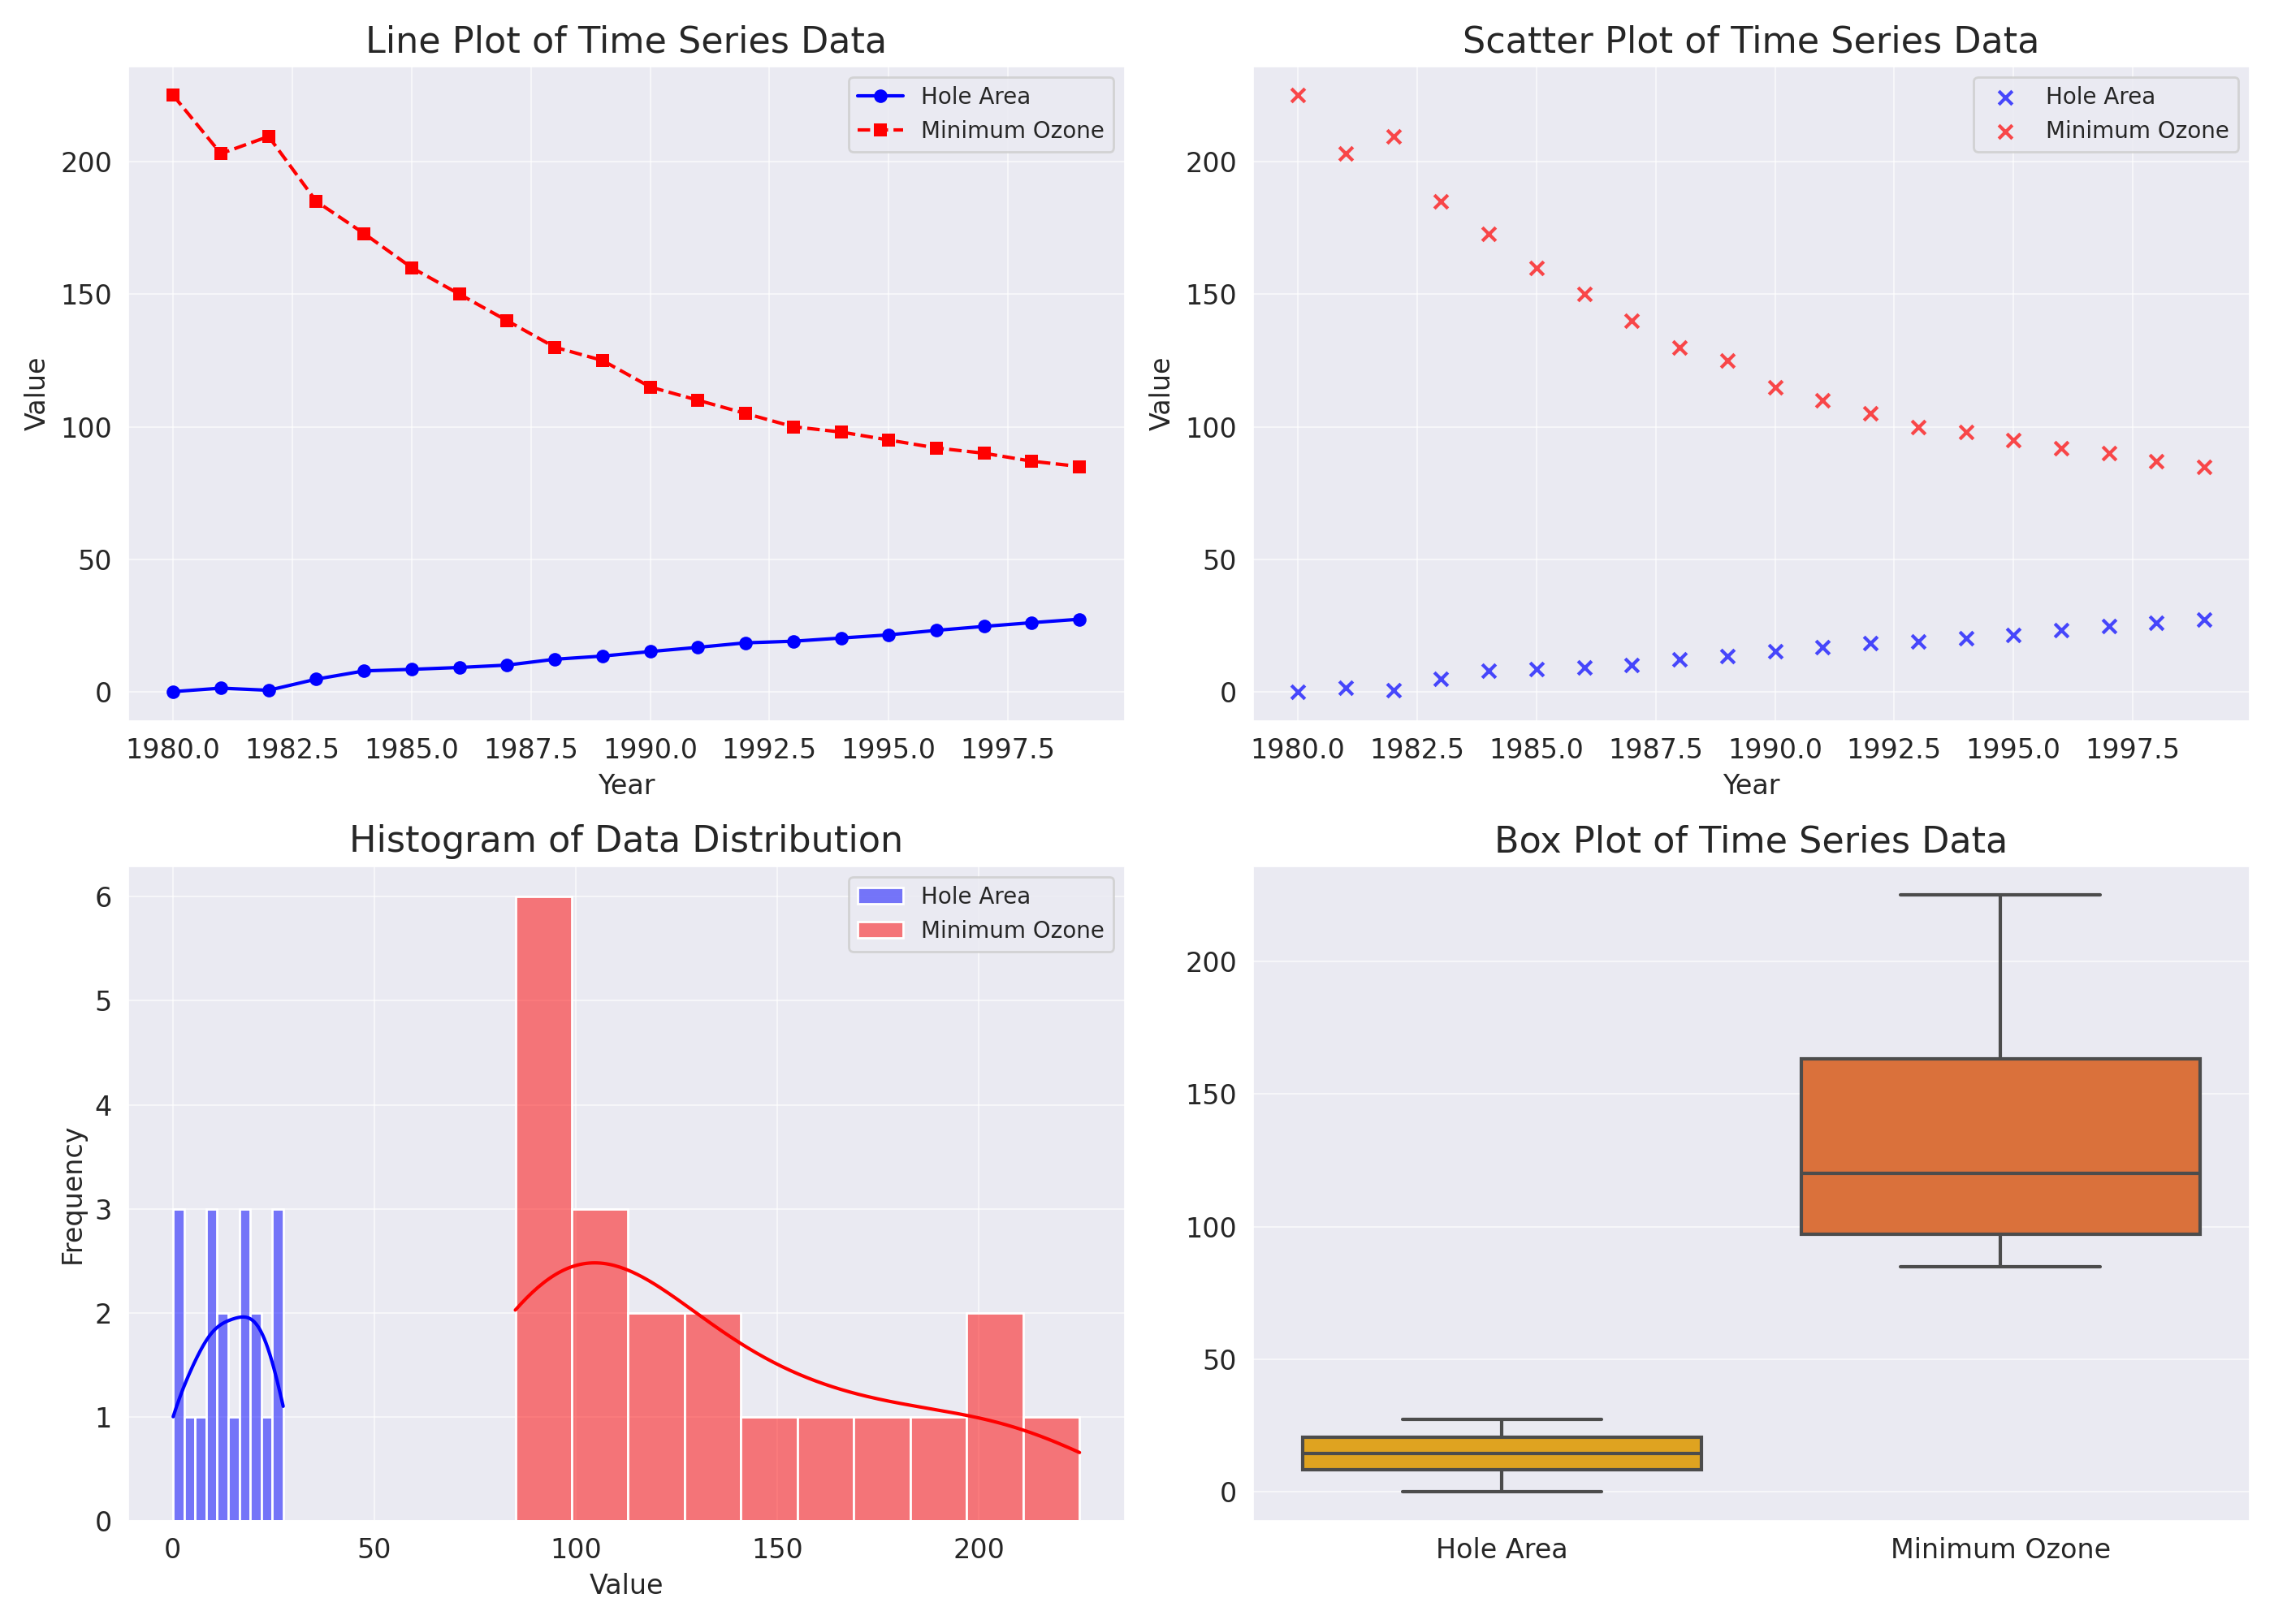 Line Plot of Time Series Data
Value
200
150
100
50
0
Hole Area
Minimum Ozone
1980.0 1982.5 1985.0 1987.5 1990.0 1992.5 1995.0 1997.5
Year
Scatter Plot of Time Series Data
Value
200
150
100
50
0
Hole Area
Minimum Ozone
1980.0 1982.5 1985.0 1987.5 1990.0 1992.5 1995.0 1997.5
Year
Histogram of Data Distribution
Frequency
6
5
4
3
2
1
0
Hole Area
Minimum Ozone
0 50 100 150 200
Value
Box Plot of Time Series Data
200
150
100
50
0
Hole Area Minimum Ozone